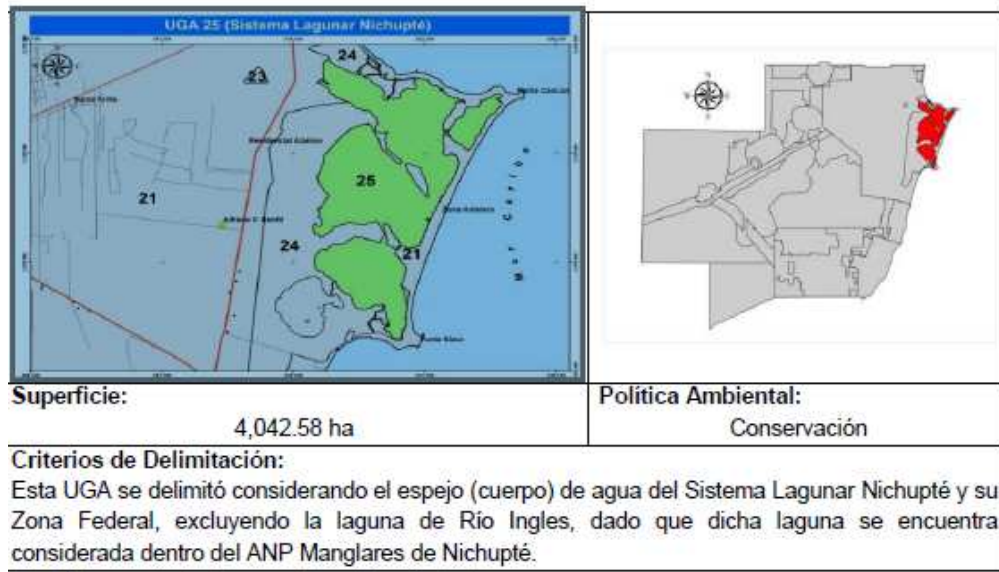 UGA 25 (Sistema Lagunar Nichupté)
24
23
25
21
24
21
Mar Caribe
Superficie:
4,042.58 ha
Política Ambiental:
Conservación
Criterios de Delimitación:
Esta UGA se delimitó considerando el espejo (cuerpo) de agua del Sistema Lagunar Nichupté y su
Zona Federal, excluyendo la laguna de Río Ingles, dado que dicha laguna se encuentra
considerada dentro del ANP Manglares de Nichupté.